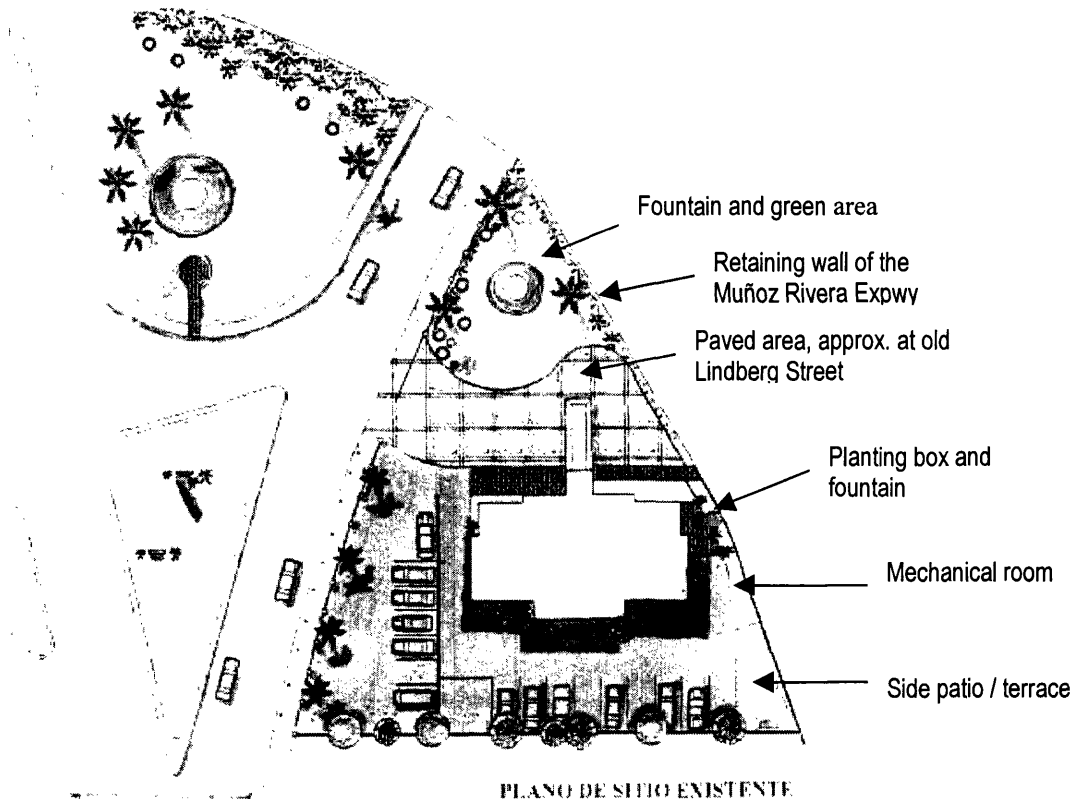 Fountain and green area
Retaining wall of the
Muñoz Rivera Expwy
Paved area, approx. at old
Lindberg Street
Planting box and
fountain
Mechanical room
Side patio / terrace
PLANO DE SITIO EXISTENTE